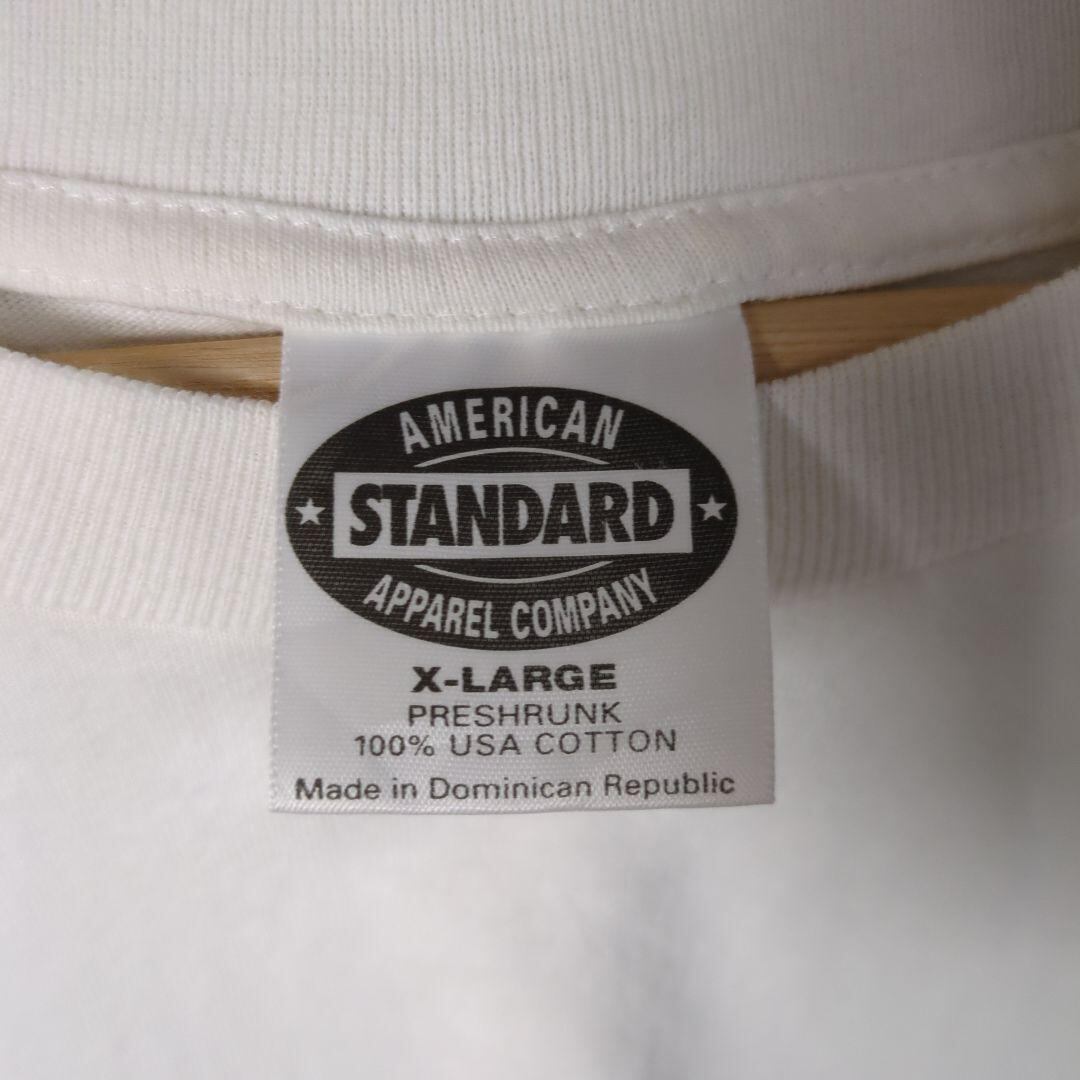 AMERICAN
STANDARD
APPAREL COMPANY
X-LARGE
PRESHRUNK
100% USA COTTON
Made in Dominican Republic